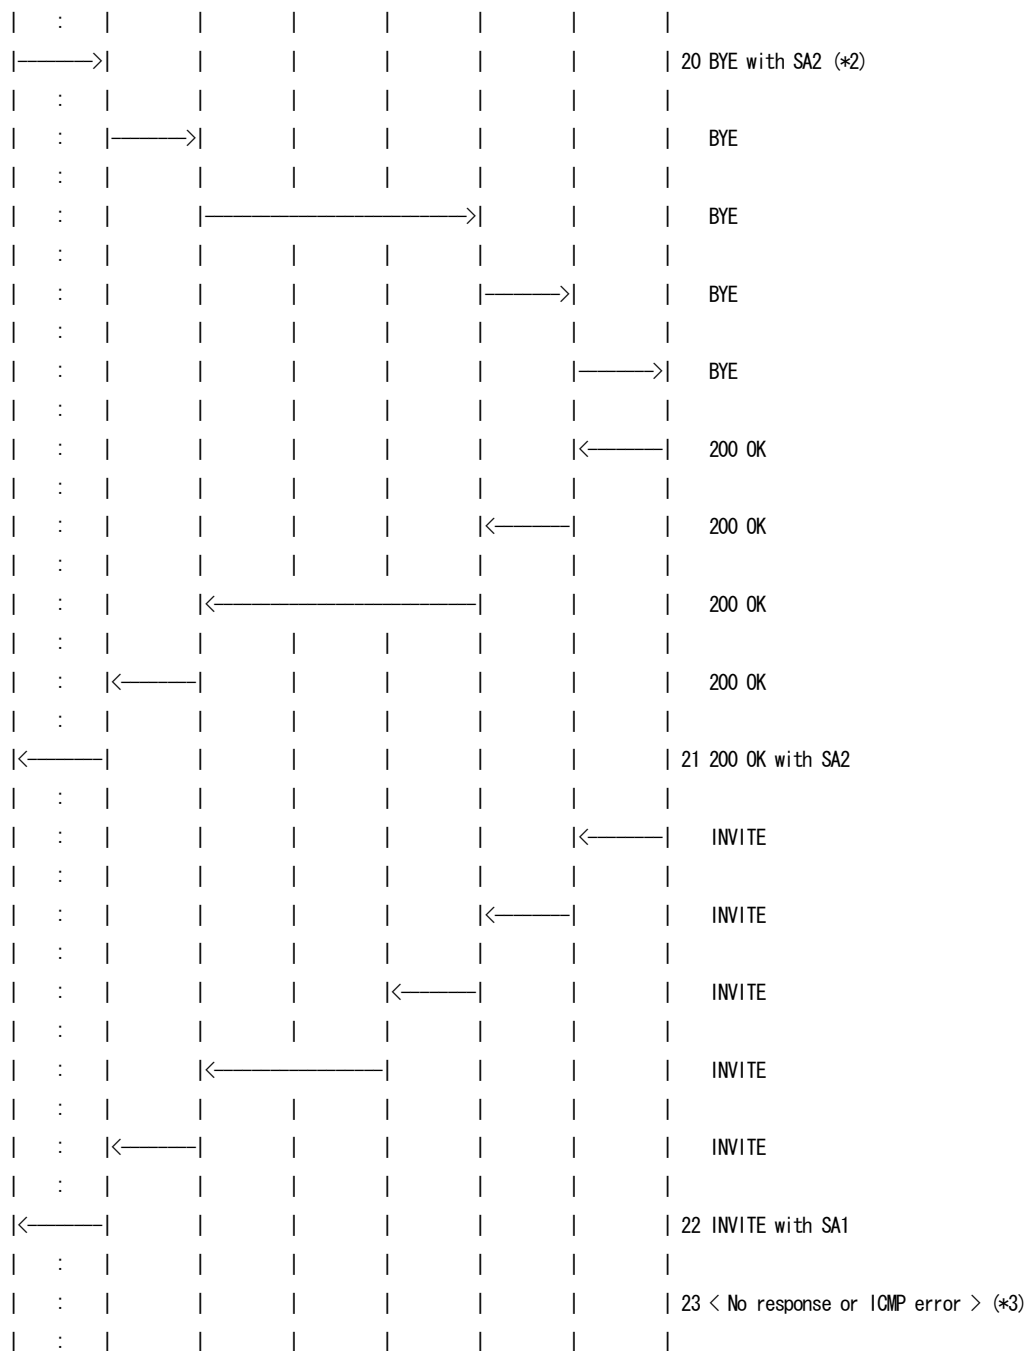 | : | | | | | | |
|------->| | | | | | | 20 BYE with SA2 (*2)
| : | | | | | | |
| : |------->| | | | | | BYE
| : | | | | | | |
| : | |-------------------------->| | | BYE
| : | | | | | | |
| : | | | | |------->| | BYE
| : | | | | | | |
| : | | | | | |------->| BYE
| : | | | | | | |
| : | | | | | |<-------| 200 OK
| : | | | | | | |
| : | | | | |<-------| | 200 OK
| : | | | | | | |
| : | |<--------------------------| | | 200 OK
| : | | | | | | |
| : |<-------| | | | | | 200 OK
| : | | | | | | |
|<-------| | | | | | | 21 200 OK with SA2
| : | | | | | | |
| : | | | | | |<-------| INVITE
| : | | | | | | |
| : | | | | |<-------| | INVITE
| : | | | | | | |
| : | | | |<-------| | | INVITE
| : | | | | | | |
| : | |<----------------| | | | INVITE
| : | | | | | | |
| : |<-------| | | | | | INVITE
| : | | | | | | |
|<-------| | | | | | | 22 INVITE with SA1
| : | | | | | | |
| : | | | | | | | 23 < No response or ICMP error > (*3)
| : | | | | | | |